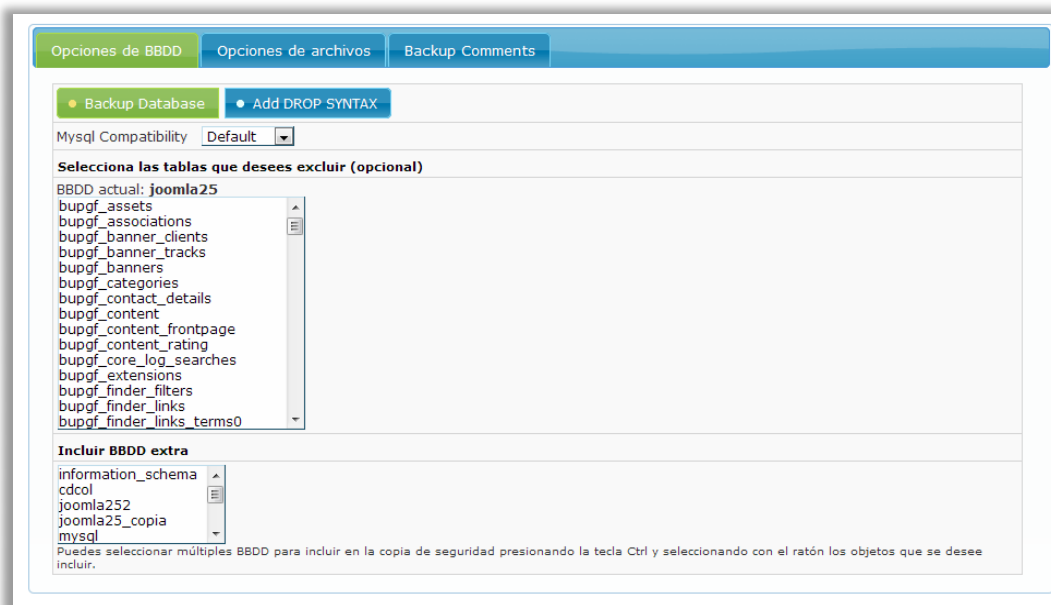 Opciones de BBDD Opciones de archivos Backup Comments
Backup Database Add DROP SYNTAX
Mysql Compatibility Default
Selecciona las tablas que desees excluir (opcional)
BBDD actual: joomla25
bupgf_assets
bupgf_associations
bupgf_banner_clients
bupgf_banner_tracks
bupgf_banners
bupgf_categories
bupgf_contact_details
bupgf_content
bupgf_content_frontpage
bupgf_content_rating
bupgf_core_log_searches
bupgf_extensions
bupgf_finder_filters
bupgf_finder_links
bupgf_finder_links_terms0
Incluir BBDD extra
information_schema
cdcol
joomla252
joomla25_copia
mysql
Puedes seleccionar múltiples BBDD para incluir en la copia de seguridad presionando la tecla Ctrl y seleccionando con el ratón los objetos que se desee
incluir.